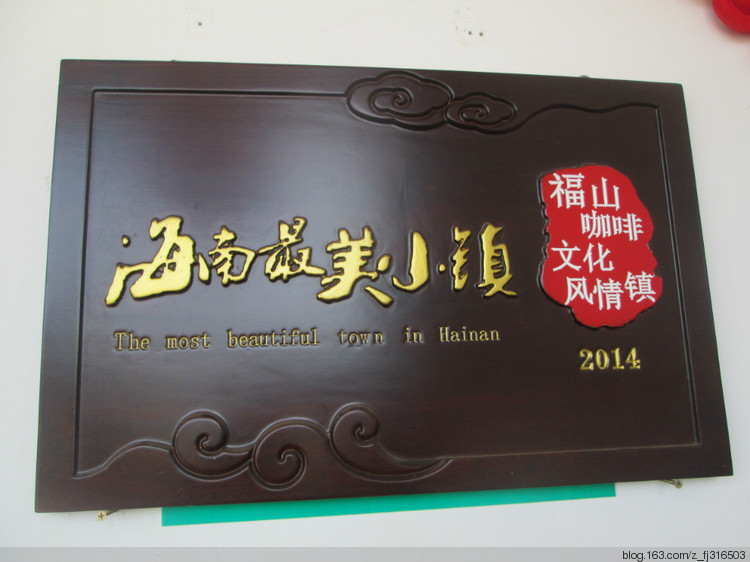 海南最美小镇
The most beautiful town in Hainan
福山
咖啡
文化
风情镇
2014
blog.163.com/z_fj316503